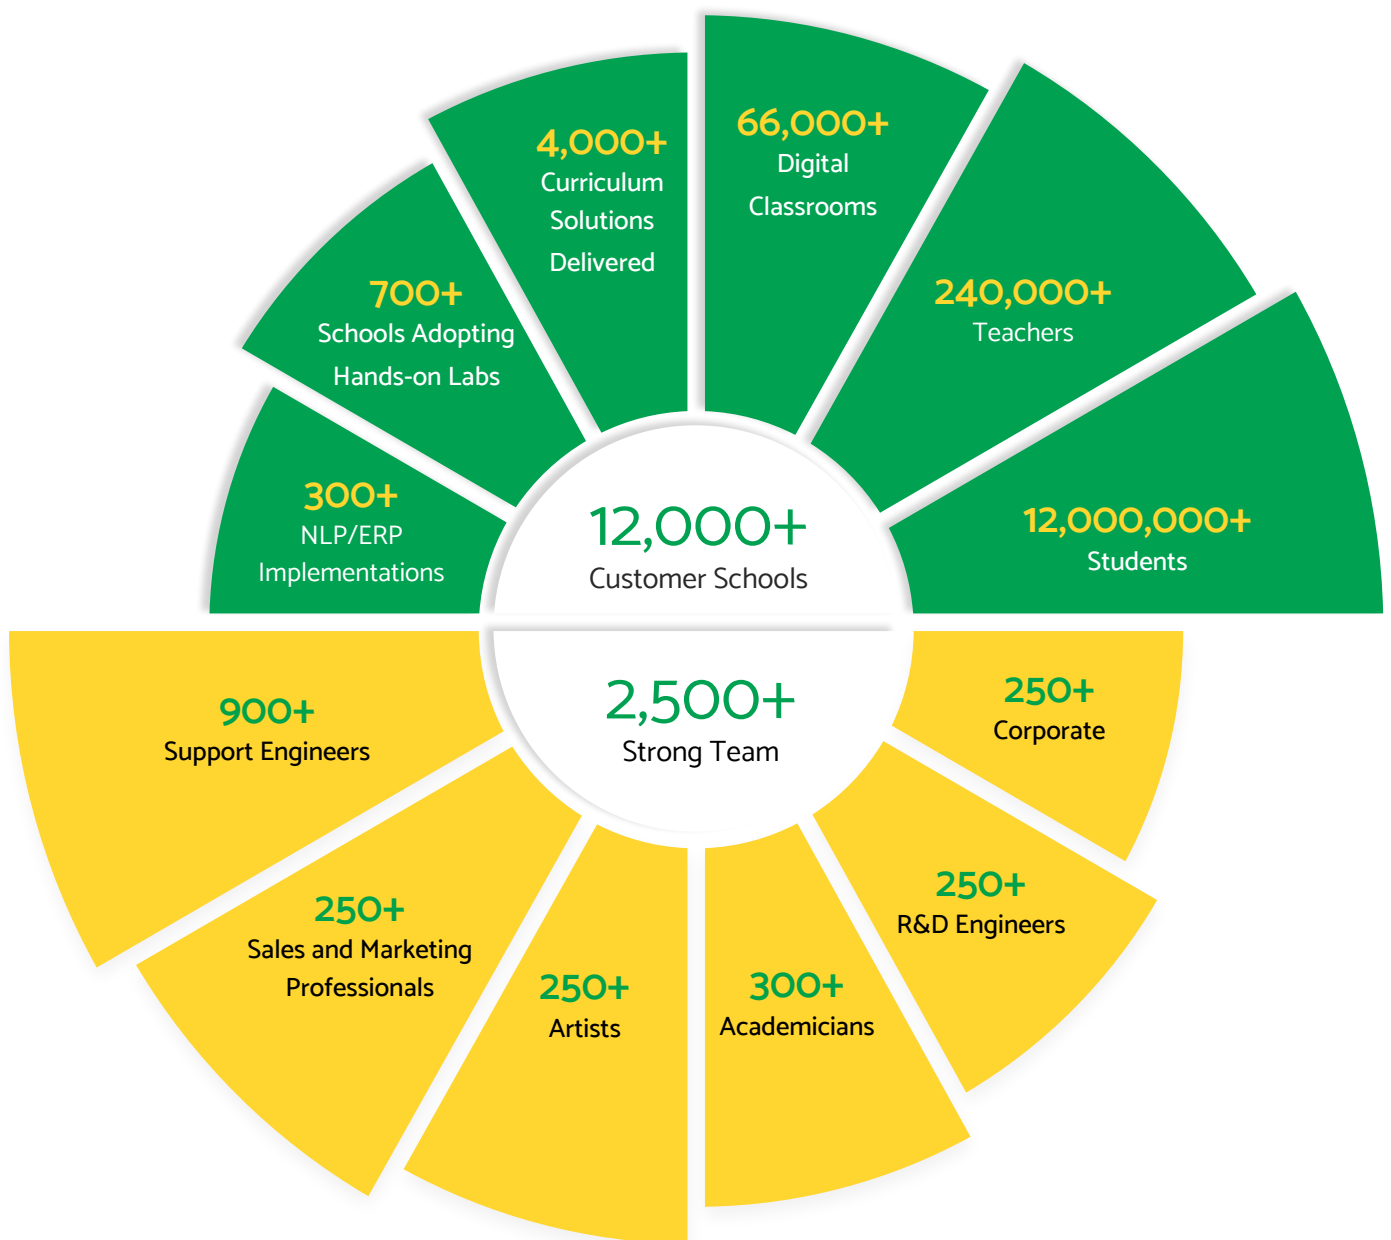 66,000+
Digital
Classrooms
4,000+
Curriculum
Solutions
Delivered
240,000+
Teachers
700+
Schools Adopting
Hands-on Labs
300+
NLP/ERP
Implementations
12,000,000+
Students
12,000+
Customer Schools
2,500+
Strong Team
900+
Support Engineers
250+
Corporate
250+
Sales and Marketing
Professionals
250+
R&D Engineers
250+
Artists
300+
Academicians